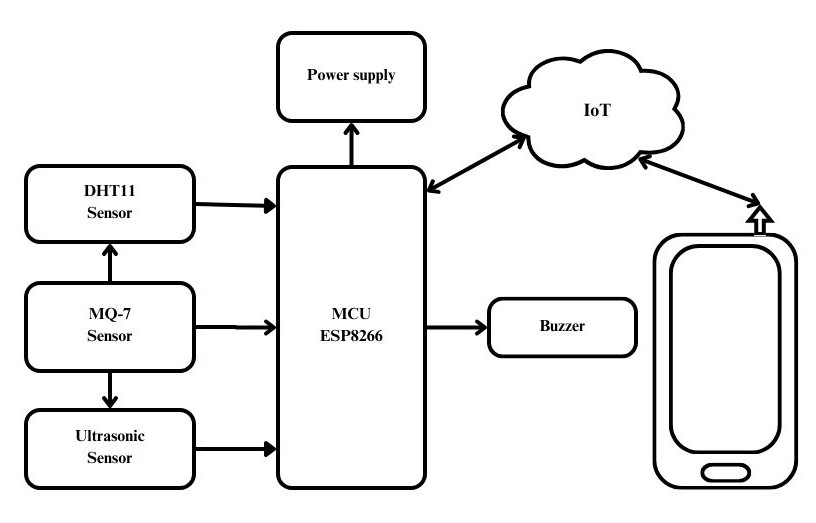 Power supply
IoT
DHT11
Sensor
MQ-7
Sensor
MCU
ESP8266
Buzzer
Ultrasonic
Sensor